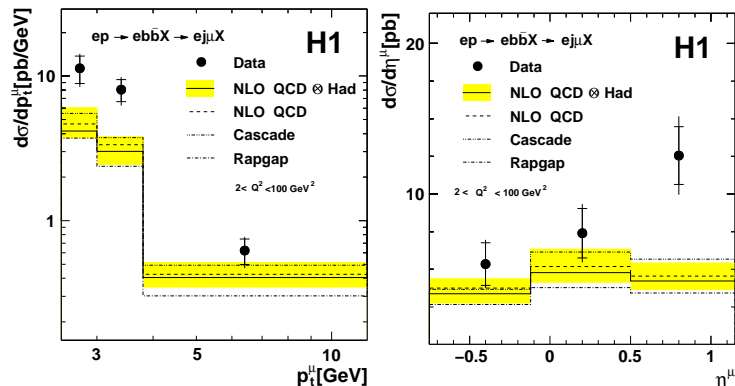 ep → ebb̄X → ejμX
H1
Data
NLO QCD ⊗ Had
NLO QCD
Cascade
Rapgap
2< Q² <100 GeV²
dσ/dp_t^μ[pb/GeV]
10
1
3
5
10
p_t^μ[GeV]
ep → ebb̄X → ejμX
H1
Data
NLO QCD ⊗ Had
NLO QCD
Cascade
Rapgap
2< Q² <100 GeV²
dσ/dη^μ[pb]
20
10
−0.5
0
0.5
1
η^μ